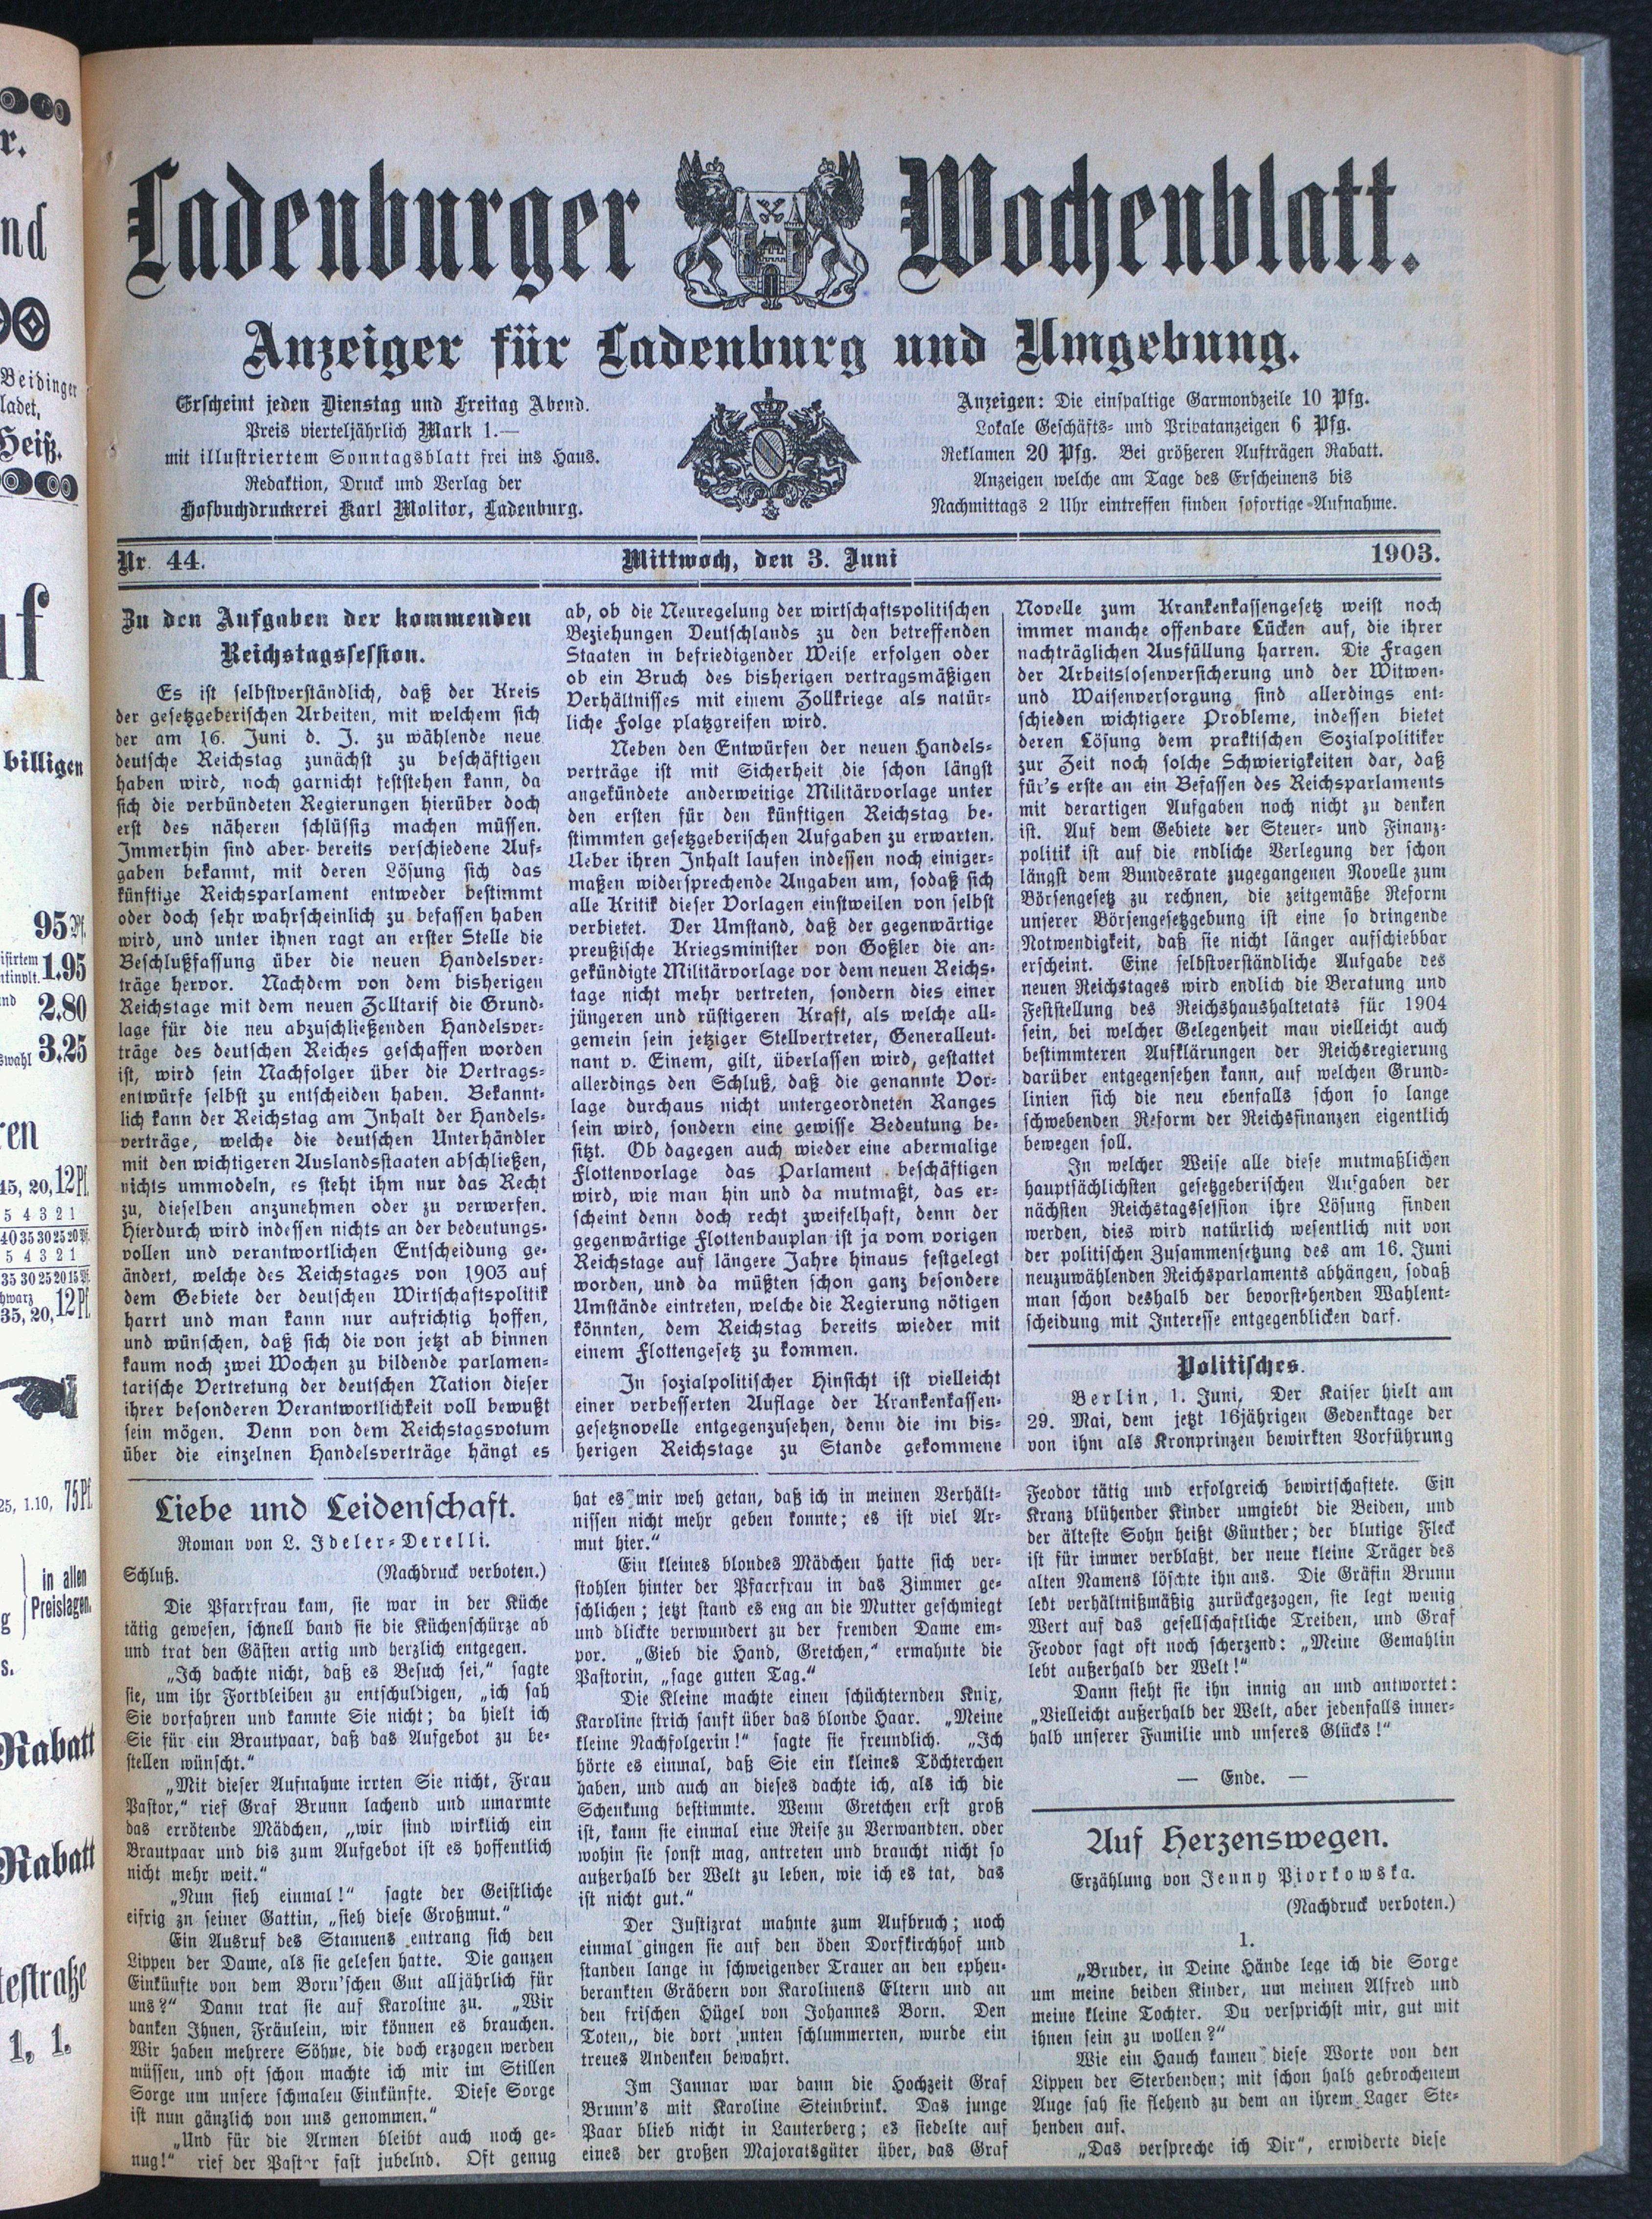 Ladenburger Wochenblatt.
Anzeiger für Ladenburg und Umgebung.
Erscheint jeden Dienstag und Freitag Abend.
Preis vierteljährlich Mark 1.—
mit illustriertem Sonntagsblatt frei ins Haus.
Redaktion, Druck und Verlag der
Hofbuchdruckerei Karl Molitor, Ladenburg.
Anzeigen: Die einspaltige Garmondzeile 10 Pfg.
Lokale Geschäfts- und Privatanzeigen 6 Pfg.
Reklamen 20 Pfg. Bei größeren Aufträgen Rabatt.
Anzeigen welche am Tage des Erscheinens bis
Nachmittags 2 Uhr eintreffen finden sofortige Aufnahme.
Nr. 44. Mittwoch, den 3. Juni 1903.
Zu den Aufgaben der kommenden
Reichstagssession.
Es ist selbstverständlich, daß der Kreis
der gesetzgeberischen Arbeiten, mit welchem sich
der am 16. Juni d. J. zu wählende neue
deutsche Reichstag zunächst zu beschäftigen
haben wird, noch garnicht feststehen kann, da
sich die verbündeten Regierungen hierüber doch
erst des näheren schlüssig machen müssen.
Immerhin sind aber bereits verschiedene Auf-
gaben bekannt, mit deren Lösung sich das
künftige Reichsparlament entweder bestimmt
oder doch sehr wahrscheinlich zu befassen haben
wird, und unter ihnen ragt an erster Stelle die
Beschlußfassung über die neuen Handelsver-
träge hervor. Nachdem von dem bisherigen
Reichstage mit dem neuen Zolltarif die Grund-
lage für die neu abzuschließenden Handelsver-
träge des deutschen Reiches geschaffen worden
ist, wird sein Nachfolger über die Vertrags-
entwürfe selbst zu entscheiden haben. Bekannt-
lich kann der Reichstag am Inhalt der Handels-
verträge, welche die deutschen Unterhändler
mit den wichtigeren Auslandsstaaten abschließen,
nichts ummodeln, es steht ihm nur das Recht
zu, dieselben anzunehmen oder zu verwerfen.
Hierdurch wird indessen nichts an der bedeutungs-
vollen und verantwortlichen Entscheidung ge-
ändert, welche des Reichstages von 1903 auf
dem Gebiete der deutschen Wirtschaftspolitik
harrt und man kann nur aufrichtig hoffen,
und wünschen, daß sich die von jetzt ab binnen
kaum noch zwei Wochen zu bildende parlamen-
tarische Vertretung der deutschen Nation dieser
ihrer besonderen Verantwortlichkeit voll bewußt
sein mögen. Denn von dem Reichstagsvotum
über die einzelnen Handelsverträge hängt es
ab, ob die Neuregelung der wirtschaftspolitischen
Beziehungen Deutschlands zu den betreffenden
Staaten in befriedigender Weise erfolgen oder
ob ein Bruch des bisherigen vertragsmäßigen
Verhältnisses mit einem Zollkriege als natür-
liche Folge platzgreifen wird.
Neben den Entwürfen der neuen Handels-
verträge ist mit Sicherheit die schon längst
angekündete anderweitige Militärvorlage unter
den ersten für den künftigen Reichstag be-
stimmten gesetzgeberischen Aufgaben zu erwarten.
Ueber ihren Inhalt laufen indessen noch einiger-
maßen widersprechende Angaben um, sodaß sich
alle Kritik dieser Vorlagen einstweilen von selbst
verbietet. Der Umstand, daß der gegenwärtige
preußische Kriegsminister von Goßler die an-
gekündigte Militärvorlage vor dem neuen Reichs-
tage nicht mehr vertreten, sondern dies einer
jüngeren und rüstigeren Kraft, als welche all-
gemein sein jetziger Stellvertreter, Generalleut-
nant v. Einem, gilt, überlassen wird, gestattet
allerdings den Schluß, daß die genannte Vor-
lage durchaus nicht untergeordneten Ranges
sein wird, sondern eine gewisse Bedeutung be-
sitzt. Ob dagegen auch wieder eine abermalige
Flottenvorlage das Parlament beschäftigen
wird, wie man hin und da mutmaßt, das er-
scheint denn doch recht zweifelhaft, denn der
gegenwärtige Flottenbauplan ist ja vom vorigen
Reichstage auf längere Jahre hinaus festgelegt
worden, und da müßten schon ganz besondere
Umstände eintreten, welche die Regierung nötigen
könnten, dem Reichstag bereits wieder mit
einem Flottengesetz zu kommen.
In sozialpolitischer Hinsicht ist vielleicht
einer verbesserten Auflage der Krankenkassen-
gesetznovelle entgegenzusehen, denn die im bis-
herigen Reichstage zu Stande gekommene
Novelle zum Krankenkassengesetz weist noch
immer manche offenbare Lücken auf, die ihrer
nachträglichen Ausfüllung harren. Die Fragen
der Arbeitslosenversicherung und der Witwen-
und Waisenversorgung sind allerdings ent-
schieden wichtigere Probleme, indessen bietet
deren Lösung dem praktischen Sozialpolitiker
zur Zeit noch solche Schwierigkeiten dar, daß
für's erste an ein Befassen des Reichsparlaments
mit derartigen Aufgaben noch nicht zu denken
ist. Auf dem Gebiete der Steuer- und Finanz-
politik ist auf die endliche Verlegung der schon
längst dem Bundesrate zugegangenen Novelle zum
Börsengesetz zu rechnen, die zeitgemäße Reform
unserer Börsengesetzgebung ist eine so dringende
Notwendigkeit, daß sie nicht länger aufschiebbar
erscheint. Eine selbstverständliche Aufgabe des
neuen Reichstages wird endlich die Beratung und
Feststellung des Reichshaushaltetats für 1904
sein, bei welcher Gelegenheit man vielleicht auch
bestimmteren Aufklärungen der Reichsregierung
darüber entgegensehen kann, auf welchen Grund-
linien sich die neu ebenfalls schon so lange
schwebenden Reform der Reichsfinanzen eigentlich
bewegen soll.
In welcher Weise alle diese mutmaßlichen
hauptsächlichsten gesetzgeberischen Aufgaben der
nächsten Reichstagssession ihre Lösung finden
werden, dies wird natürlich wesentlich mit von
der politischen Zusammensetzung des am 16. Juni
neuzuwählenden Reichsparlaments abhängen, sodaß
man schon deshalb der bevorstehenden Wahlent-
scheidung mit Interesse entgegenblicken darf.
Politisches.
Berlin, 1. Juni. Der Kaiser hielt am
29. Mai, dem jetzt 16jährigen Gedenktage der
von ihm als Kronprinzen bewirkten Vorführung
Liebe und Leidenschaft.
Roman von L. Ideler-Derelli.
Schluß. (Nachdruck verboten.)
Die Pfarrfrau kam, sie war in der Küche
tätig gewesen, schnell band sie die Küchenschürze ab
und trat den Gästen artig und herzlich entgegen.
„Ich dachte nicht, daß es Besuch sei,“ sagte
sie, um ihr Fortbleiben zu entschuldigen, „ich sah
Sie vorfahren und kannte Sie nicht; da hielt ich
Sie für ein Brautpaar, daß das Aufgebot zu be-
stellen wünscht.“
„Mit dieser Aufnahme irrten Sie nicht, Frau
Pastor,“ rief Graf Brunn lachend und umarmte
das errötende Mädchen, „wir sind wirklich ein
Brautpaar und bis zum Aufgebot ist es hoffentlich
nicht mehr weit.“
„Nun sieh einmal!“ sagte der Geistliche
eifrig zu seiner Gattin, „sieh diese Großmut.“
Ein Ausruf des Staunens entrang sich den
Lippen der Dame, als sie gelesen hatte. Die ganzen
Einkünfte von dem Born'schen Gut alljährlich für
uns?“ Dann trat sie auf Karoline zu. „Wir
danken Ihnen, Fräulein, wir können es brauchen.
Wir haben mehrere Söhne, die doch erzogen werden
müssen, und oft schon machte ich mir im Stillen
Sorge um unsere schmalen Einkünfte. Diese Sorge
ist nun gänzlich von uns genommen.“
„Und für die Armen bleibt auch noch ge-
nug!“ rief der Pastor fast jubelnd. Oft genug
hat es mir weh getan, daß ich in meinen Verhält-
nissen nicht mehr geben konnte; es ist viel Ar-
mut hier.“
Ein kleines blondes Mädchen hatte sich ver-
stohlen hinter der Pfarrfrau in das Zimmer ge-
schlichen; jetzt stand es eng an die Mutter geschmiegt
und blickte verwundert zu der fremden Dame em-
por. „Gieb die Hand, Gretchen,“ ermahnte die
Pastorin, „sage guten Tag.“
Die Kleine machte einen schüchternden Knix,
Karoline strich sanft über das blonde Haar. „Meine
kleine Nachfolgerin!“ sagte sie freundlich. „Ich
hörte es einmal, daß Sie ein kleines Töchterchen
haben, und auch an dieses dachte ich, als ich die
Schenkung bestimmte. Wenn Gretchen erst groß
ist, kann sie einmal eine Reise zu Verwandten oder
wohin sie sonst mag, antreten und braucht nicht so
außerhalb der Welt zu leben, wie ich es tat, das
ist nicht gut.“
Der Justizrat mahnte zum Aufbruch; noch
einmal gingen sie auf den öden Dorfkirchhof und
standen lange in schweigender Trauer an den epheu-
berankten Gräbern von Karolinens Eltern und an
den frischen Hügel von Johannes Born. Den
Toten,, die dort unten schlummerten, wurde ein
treues Andenken bewahrt.
Im Januar war dann die Hochzeit Graf
Brunn's mit Karoline Steinbrink. Das junge
Paar blieb nicht in Lauterberg; es siedelte auf
eines der großen Majoratsgüter über, das Graf
Feodor tätig und erfolgreich bewirtschaftete. Ein
Kranz blühender Kinder umgiebt die Beiden, und
der älteste Sohn heißt Günther; der blutige Fleck
ist für immer verblaßt, der neue kleine Träger des
alten Namens löschte ihn aus. Die Gräfin Brunn
lebt verhältnißmäßig zurückgezogen, sie legt wenig
Wert auf das gesellschaftliche Treiben, und Graf
Feodor sagt oft noch scherzend: „Meine Gemahlin
lebt außerhalb der Welt!“
Dann sieht sie ihn innig an und antwortet:
„Vielleicht außerhalb der Welt, aber jedenfalls inner-
halb unserer Familie und unseres Glücks!“
— Ende. —
Auf Herzenswegen.
Erzählung von Jenny Piorkowska.
(Nachdruck verboten.)
1.
„Bruder, in Deine Hände lege ich die Sorge
um meine beiden Kinder, um meinen Alfred und
meine kleine Tochter. Du versprichst mir, gut mit
ihnen sein zu wollen?“
Wie ein Hauch kamen diese Worte von den
Lippen der Sterbenden; mit schon halb gebrochenem
Auge sah sie flehend zu dem an ihrem Lager Ste-
henden auf.
„Das verspreche ich Dir“, erwiderte diese
r.
nd
Beidinger
ladet,
Heiß.
uf
billigen
95 Pf.
1.95
2.80
3.25
ren
45, 20, 12 Pf.
5 4 3 2 1
40 35 30 25 20 Pf.
5 4 3 2 1
35 30 25 20 15 Pf.
35, 20, 12 Pf.
25, 1.10, 75 Pf.
in allen
Preislagen.
g
s.
Rabatt
Rabatt
testraße
1, 1.